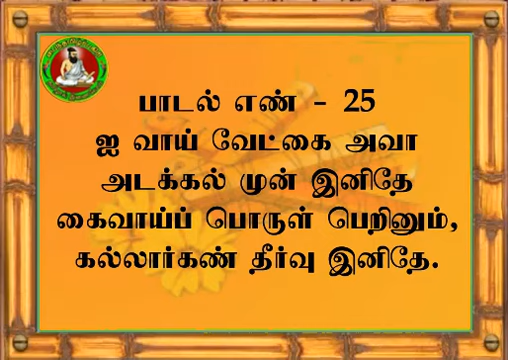 பாடல் எண் - 25
ஐ வாய் வேட்கை அவா
அடக்கல் முன் இனிதே
கைவாய்ப் பொருள் பெறினும்,
கல்லார்கண் தீர்வு இனிதே.